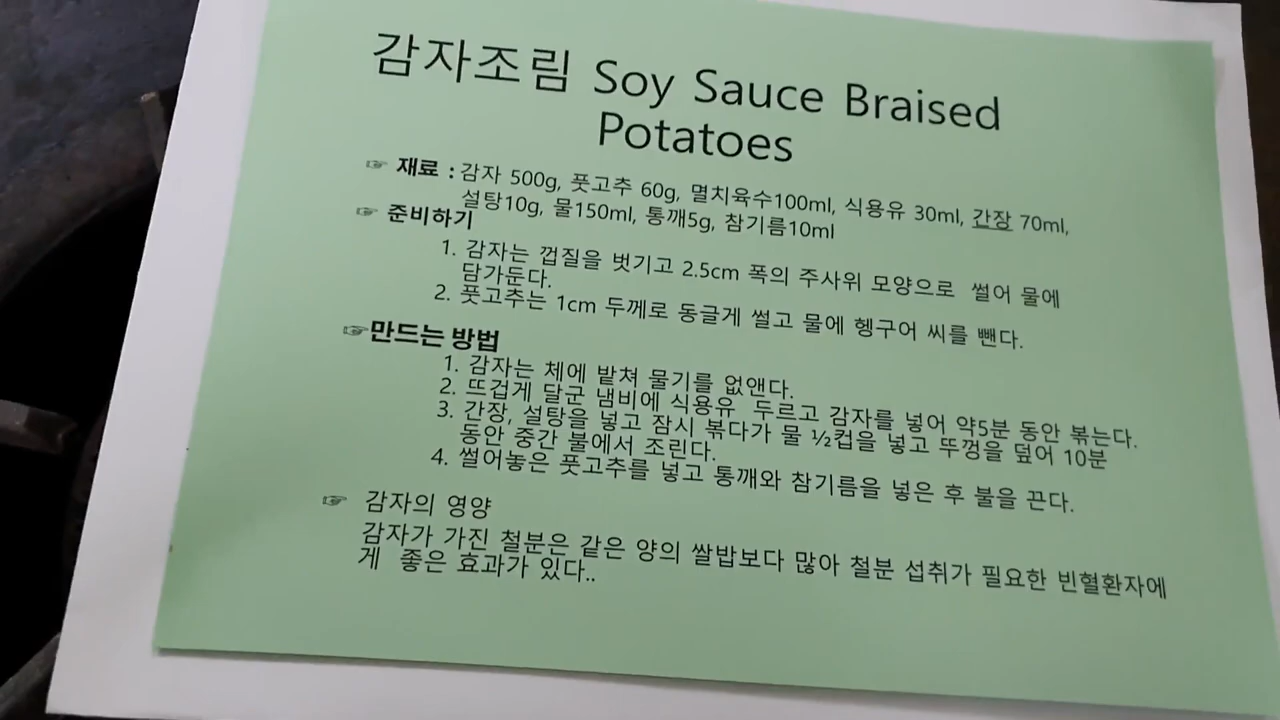 감자조림 Soy Sauce Braised
Potatoes
☞ 재료 : 감자 500g, 풋고추 60g, 멸치육수100ml, 식용유 30ml, 간장 70ml,
설탕10g, 물150ml, 통깨5g, 참기름10ml
☞ 준비하기
1. 감자는 껍질을 벗기고 2.5cm 폭의 주사위 모양으로 썰어 물에
담가둔다.
2. 풋고추는 1cm 두께로 동글게 썰고 물에 헹구어 씨를 뺀다.
☞만드는 방법
1. 감자는 체에 밭쳐 물기를 없앤다.
2. 뜨겁게 달군 냄비에 식용유 두르고 감자를 넣어 약5분 동안 볶는다.
3. 간장, 설탕을 넣고 잠시 볶다가 물 ½컵을 넣고 뚜껑을 덮어 10분
동안 중간 불에서 조린다.
4. 썰어놓은 풋고추를 넣고 통깨와 참기름을 넣은 후 불을 끈다.
☞ 감자의 영양
감자가 가진 철분은 같은 양의 쌀밥보다 많아 철분 섭취가 필요한 빈혈환자에
게 좋은 효과가 있다..